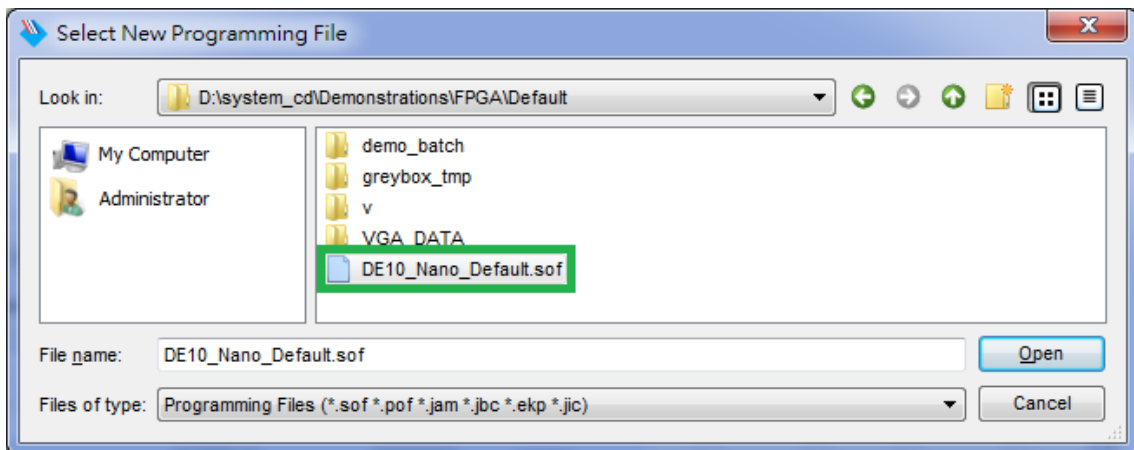 Select New Programming File
Look in: D:\system_cd\Demonstrations\FPGA\Default
My Computer
Administrator
demo_batch
greybox_tmp
v
VGA_DATA
DE10_Nano_Default.sof
File name: DE10_Nano_Default.sof Open
Files of type: Programming Files (*.sof *.pof *.jam *.jbc *.ekp *.jic) Cancel